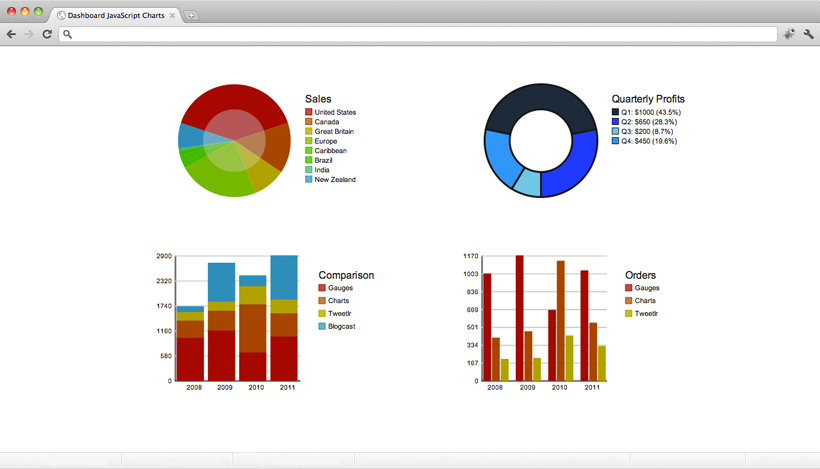 Dashboard JavaScript Charts
Sales
United States
Canada
Great Britain
Europe
Caribbean
Brazil
India
New Zealand
Quarterly Profits
Q1: $1000 (43.5%)
Q2: $650 (28.3%)
Q3: $200 (8.7%)
Q4: $450 (19.6%)
2900
2320
1740
1160
580
0
2008 2009 2010 2011
Comparison
Gauges
Charts
Tweetlr
Blogcast
1170
1003
836
669
501
334
167
0
2008 2009 2010 2011
Orders
Gauges
Charts
Tweetlr